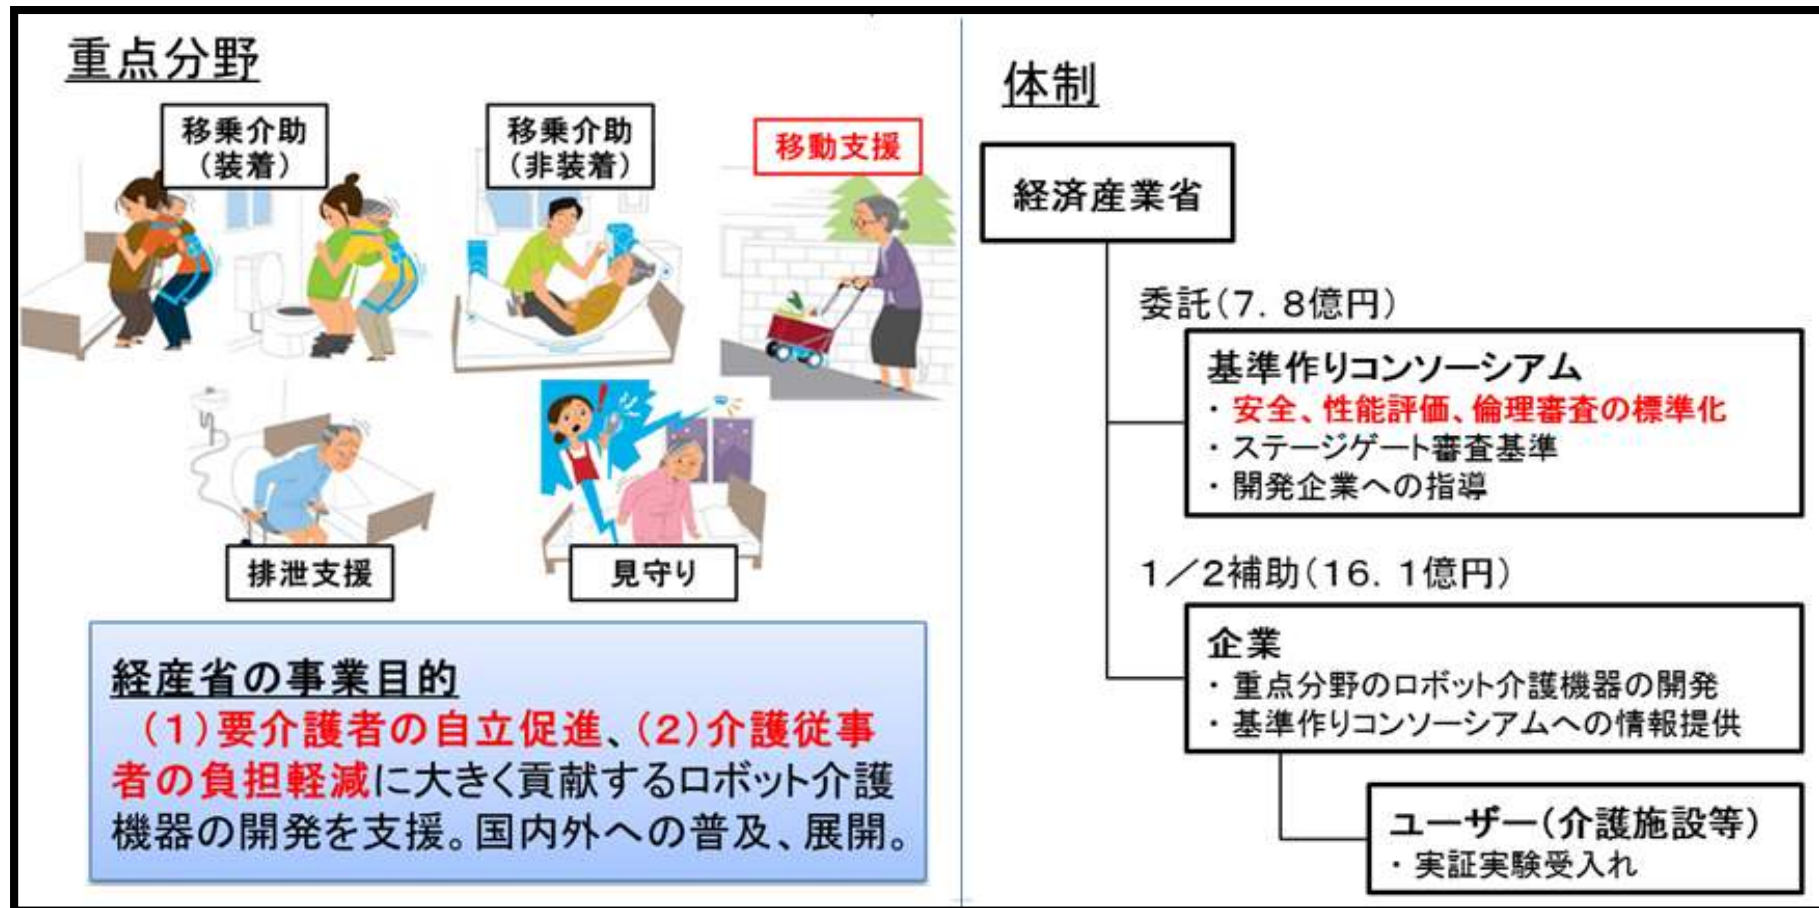 重点分野
移乗介助
(装着)
移乗介助
(非装着)
移動支援
排泄支援
見守り
経産省の事業目的
(1)要介護者の自立促進、(2)介護従事
者の負担軽減に大きく貢献するロボット介護
機器の開発を支援。国内外への普及、展開。
体制
経済産業省
委託(7.8億円)
基準作りコンソーシアム
・安全、性能評価、倫理審査の標準化
・ステージゲート審査基準
・開発企業への指導
1/2補助(16.1億円)
企業
・重点分野のロボット介護機器の開発
・基準作りコンソーシアムへの情報提供
ユーザー(介護施設等)
・実証実験受入れ